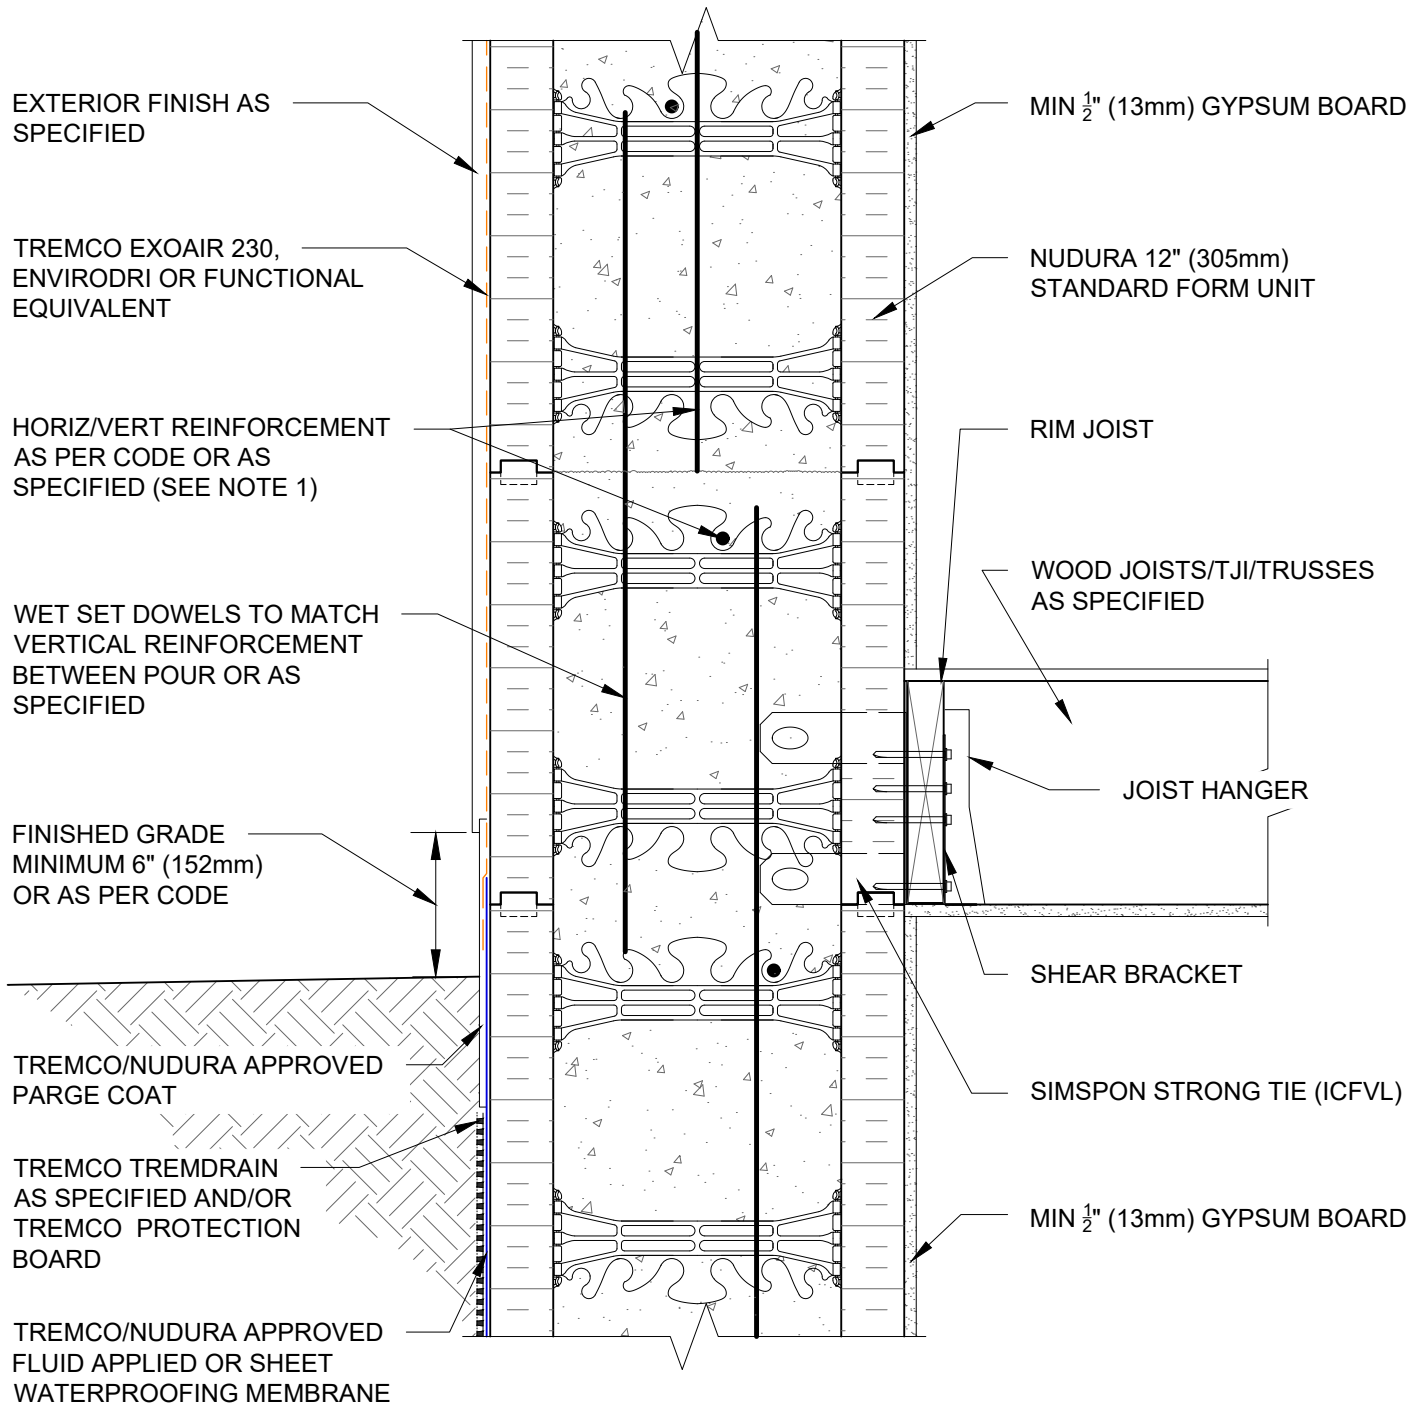 EXTERIOR FINISH AS
SPECIFIED
TREMCO EXOAIR 230,
ENVIRODRI OR FUNCTIONAL
EQUIVALENT
HORIZ/VERT REINFORCEMENT
AS PER CODE OR AS
SPECIFIED (SEE NOTE 1)
WET SET DOWELS TO MATCH
VERTICAL REINFORCEMENT
BETWEEN POUR OR AS
SPECIFIED
FINISHED GRADE
MINIMUM 6" (152mm)
OR AS PER CODE
TREMCO/NUDURA APPROVED
PARGE COAT
TREMCO TREMDRAIN
AS SPECIFIED AND/OR
TREMCO PROTECTION
BOARD
TREMCO/NUDURA APPROVED
FLUID APPLIED OR SHEET
WATERPROOFING MEMBRANE
MIN 1/2" (13mm) GYPSUM BOARD
NUDURA 12" (305mm)
STANDARD FORM UNIT
RIM JOIST
WOOD JOISTS/TJI/TRUSSES
AS SPECIFIED
JOIST HANGER
SHEAR BRACKET
SIMSPON STRONG TIE (ICFVL)
MIN 1/2" (13mm) GYPSUM BOARD